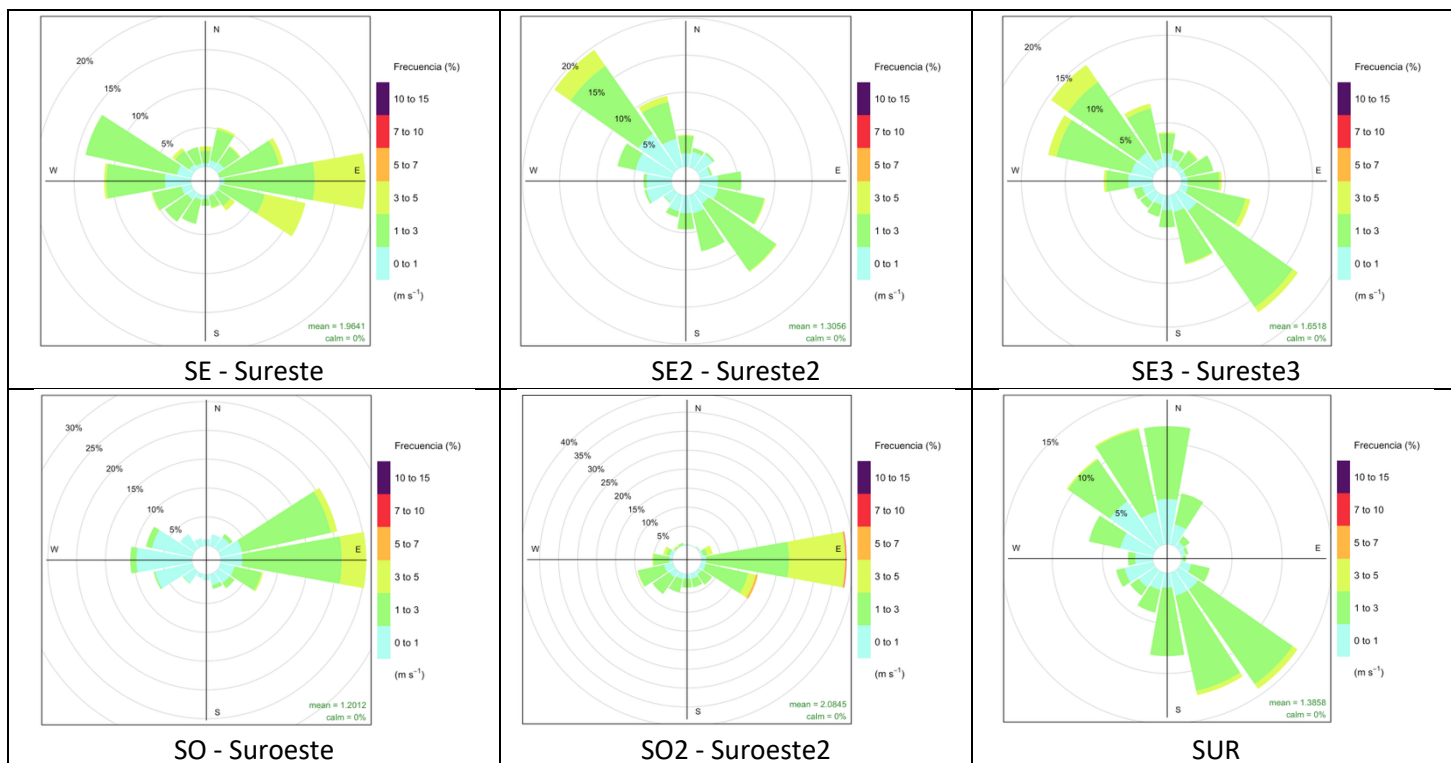 N
20%
15%
10%
5%
W
E
S
Frecuencia (%)
10 to 15
7 to 10
5 to 7
3 to 5
1 to 3
0 to 1
(m s⁻¹)
mean = 1.9641
calm = 0%
SE - Sureste
N
20%
15%
10%
5%
W
E
S
Frecuencia (%)
10 to 15
7 to 10
5 to 7
3 to 5
1 to 3
0 to 1
(m s⁻¹)
mean = 1.3056
calm = 0%
SE2 - Sureste2
N
20%
15%
10%
5%
W
E
S
Frecuencia (%)
10 to 15
7 to 10
5 to 7
3 to 5
1 to 3
0 to 1
(m s⁻¹)
mean = 1.6518
calm = 0%
SE3 - Sureste3
N
30%
25%
20%
15%
10%
5%
W
E
S
Frecuencia (%)
10 to 15
7 to 10
5 to 7
3 to 5
1 to 3
0 to 1
(m s⁻¹)
mean = 1.2012
calm = 0%
SO - Suroeste
N
40%
35%
30%
25%
20%
15%
10%
5%
W
E
S
Frecuencia (%)
10 to 15
7 to 10
5 to 7
3 to 5
1 to 3
0 to 1
(m s⁻¹)
mean = 2.0845
calm = 0%
SO2 - Suroeste2
N
15%
10%
5%
W
E
S
Frecuencia (%)
10 to 15
7 to 10
5 to 7
3 to 5
1 to 3
0 to 1
(m s⁻¹)
mean = 1.3858
calm = 0%
SUR